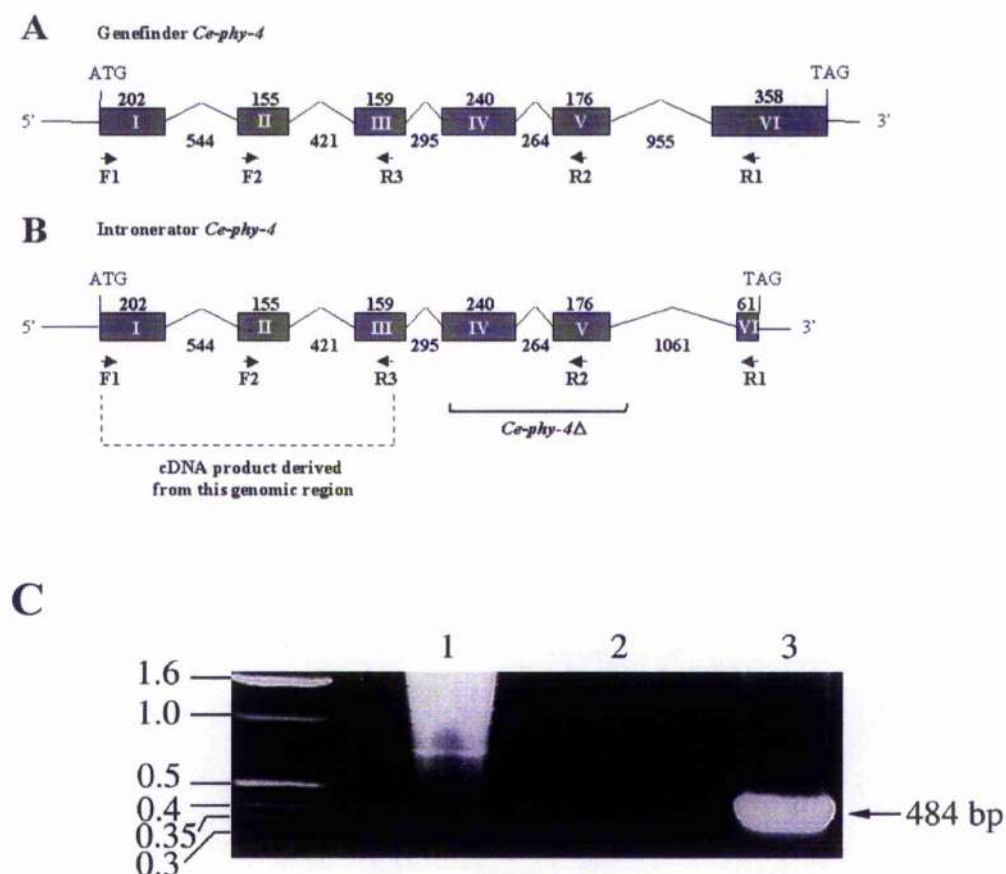 A Genefinder Ce-phy-4
ATG TAG
202 155 159 240 176 358
5' I II III IV V VI 3'
544 421 295 264 955
F1 F2 R3 R2 R1
B Intronerator Ce-phy-4
ATG TAG
202 155 159 240 176 61
5' I II III IV V VI 3'
544 421 295 264 1061
F1 F2 R3 R2 R1
Ce-phy-4Δ
cDNA product derived
from this genomic region
C
1 2 3
1.6
1.0
0.5
0.4
484 bp
0.35
0.3